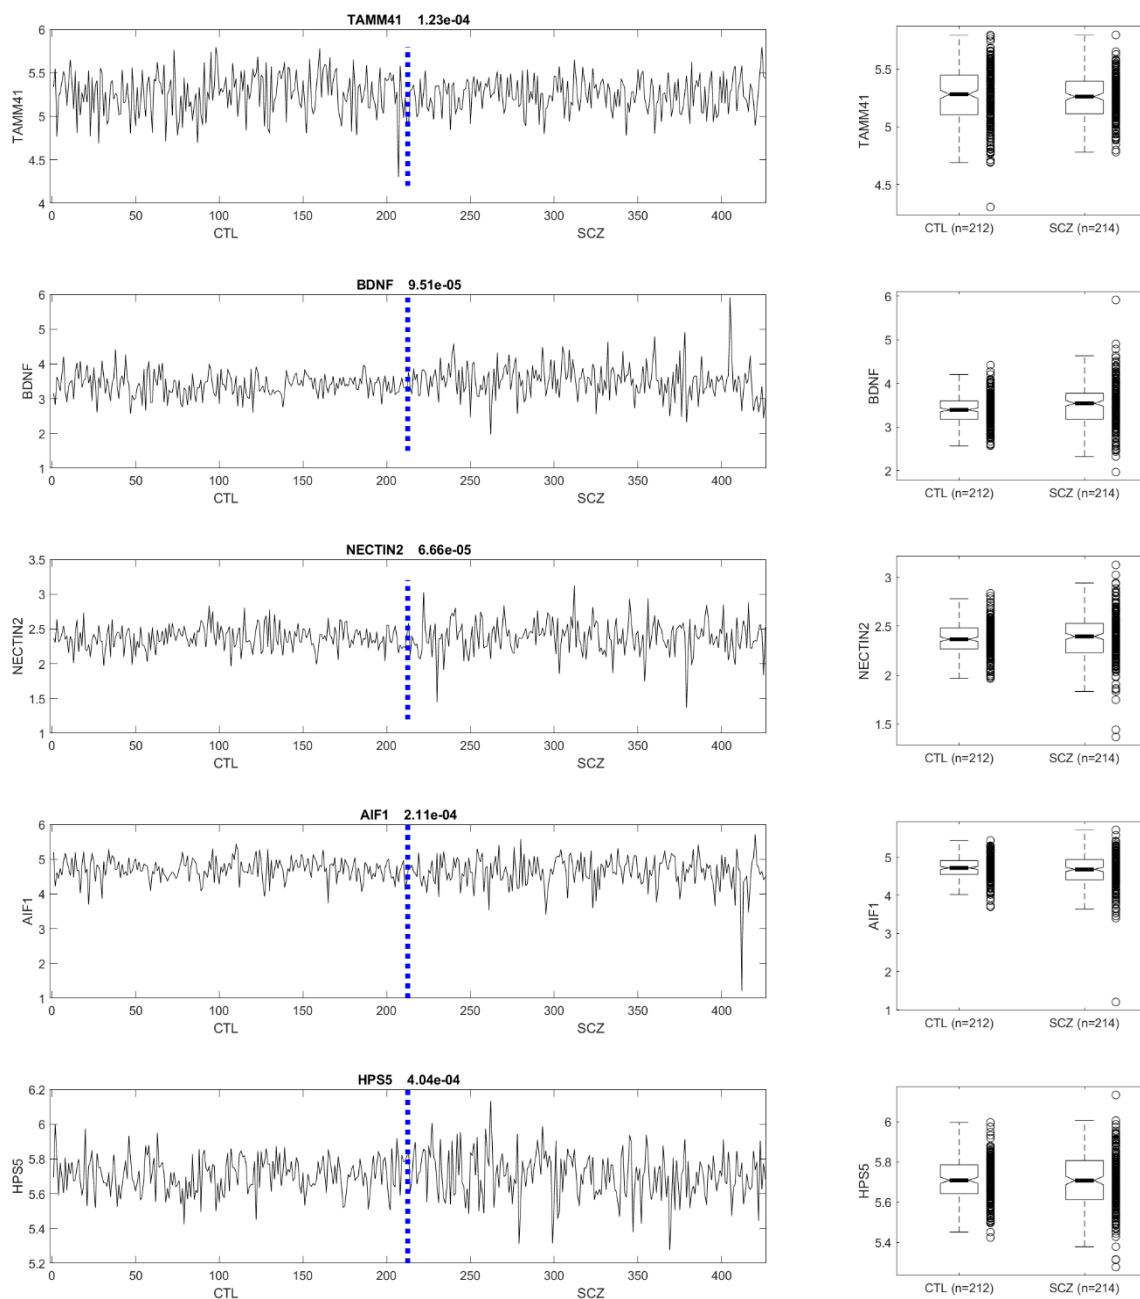 TAMM41 1.23e-04
6
5.5
5
4.5
4
TAMM41
0 50 100 150 200 250 300 350 400
CTL SCZ
5.5
5
4.5
TAMM41
CTL (n=212) SCZ (n=214)
BDNF 9.51e-05
6
5
4
3
2
1
BDNF
0 50 100 150 200 250 300 350 400
CTL SCZ
6
5
4
3
2
BDNF
CTL (n=212) SCZ (n=214)
NECTIN2 6.66e-05
3.5
3
2.5
2
1.5
1
NECTIN2
0 50 100 150 200 250 300 350 400
CTL SCZ
3
2.5
2
1.5
NECTIN2
CTL (n=212) SCZ (n=214)
AIF1 2.11e-04
6
5
4
3
2
1
AIF1
0 50 100 150 200 250 300 350 400
CTL SCZ
5
4
3
2
1
AIF1
CTL (n=212) SCZ (n=214)
HPS5 4.04e-04
6.2
6
5.8
5.6
5.4
5.2
HPS5
0 50 100 150 200 250 300 350 400
CTL SCZ
6
5.8
5.6
5.4
HPS5
CTL (n=212) SCZ (n=214)